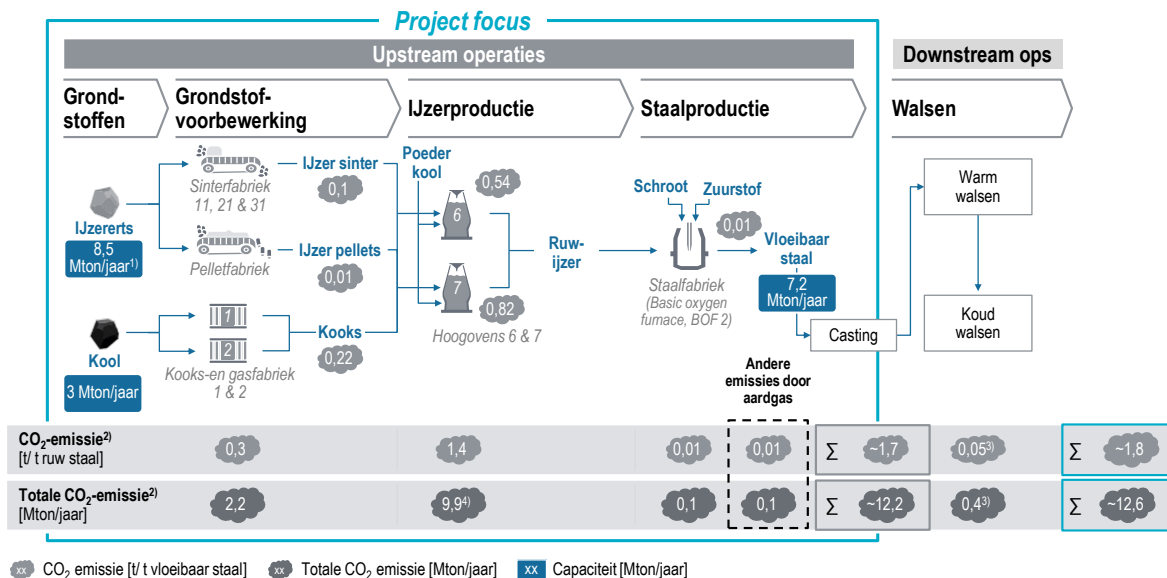 Project focus
Upstream operaties
Downstream ops
Grond-
stoffen
Grondstof-
voorbewerking
IJzerproductie
Staalproductie
Walsen
IJzererts
8,5
Mton/jaar1)
Kool
3 Mton/jaar
Sinterfabriek
11, 21 & 31
Pelletfabriek
1
2
Kooks-en gasfabriek
1 & 2
IJzer sinter
0,1
IJzer pellets
0,01
Kooks
0,22
Poeder
kool
6
0,54
7
0,82
Hoogovens 6 & 7
Ruw-
ijzer
Schroot
Zuurstof
0,01
Staalfabriek
(Basic oxygen
furnace, BOF 2)
Vloeibaar
staal
7,2
Mton/jaar
Casting
Warm
walsen
Koud
walsen
Andere
emissies door
aardgas
CO2-emissie2)
[t/ t ruw staal]
0,3
1,4
0,01
0,01
Σ ~1,7
0,053)
Σ ~1,8
Totale CO2-emissie2)
[Mton/jaar]
2,2
9,94)
0,1
0,1
Σ ~12,2
0,43)
Σ ~12,6
xx CO2 emissie [t/ t vloeibaar staal]
xx Totale CO2 emissie [Mton/jaar]
xx Capaciteit [Mton/jaar]